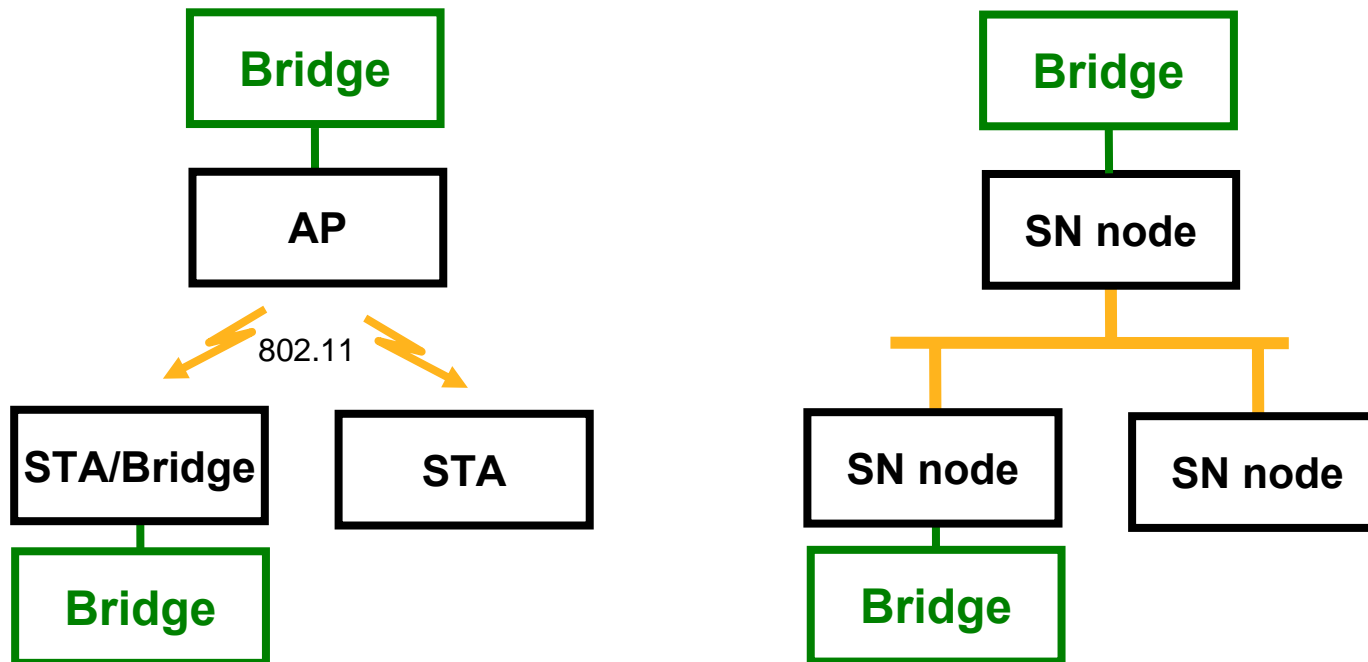 Bridge
AP
802.11
STA/Bridge
STA
Bridge
Bridge
SN node
SN node
SN node
Bridge